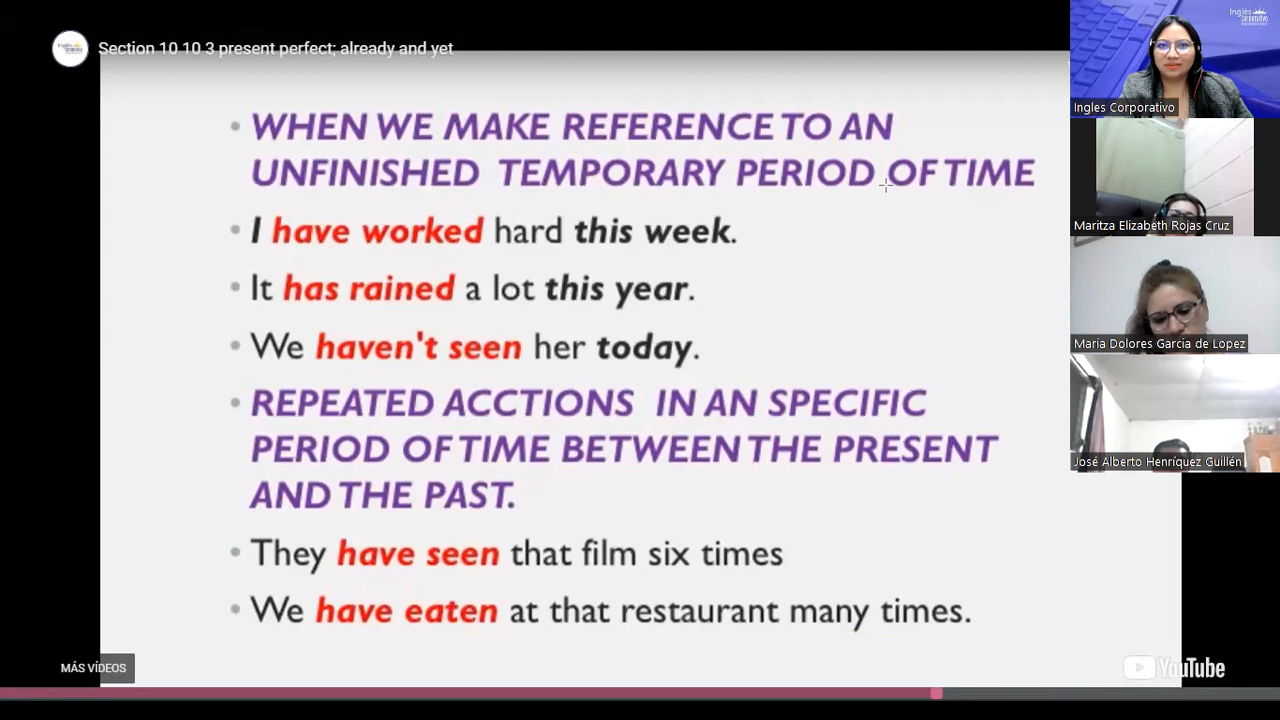 Section 10 10 3 present perfect; already and yet
WHEN WE MAKE REFERENCE TO AN
UNFINISHED TEMPORARY PERIOD OF TIME
I have worked hard this week.
It has rained a lot this year.
We haven't seen her today.
REPEATED ACCTIONS IN AN SPECIFIC
PERIOD OF TIME BETWEEN THE PRESENT
AND THE PAST.
They have seen that film six times
We have eaten at that restaurant many times.
MÁS VÍDEOS
YouTube
Inglés
Corporativo
Ingles Corporativo
Maritza Elizabeth Rojas Cruz
Maria Dolores Garcia de Lopez
José Alberto Henríquez Guillén